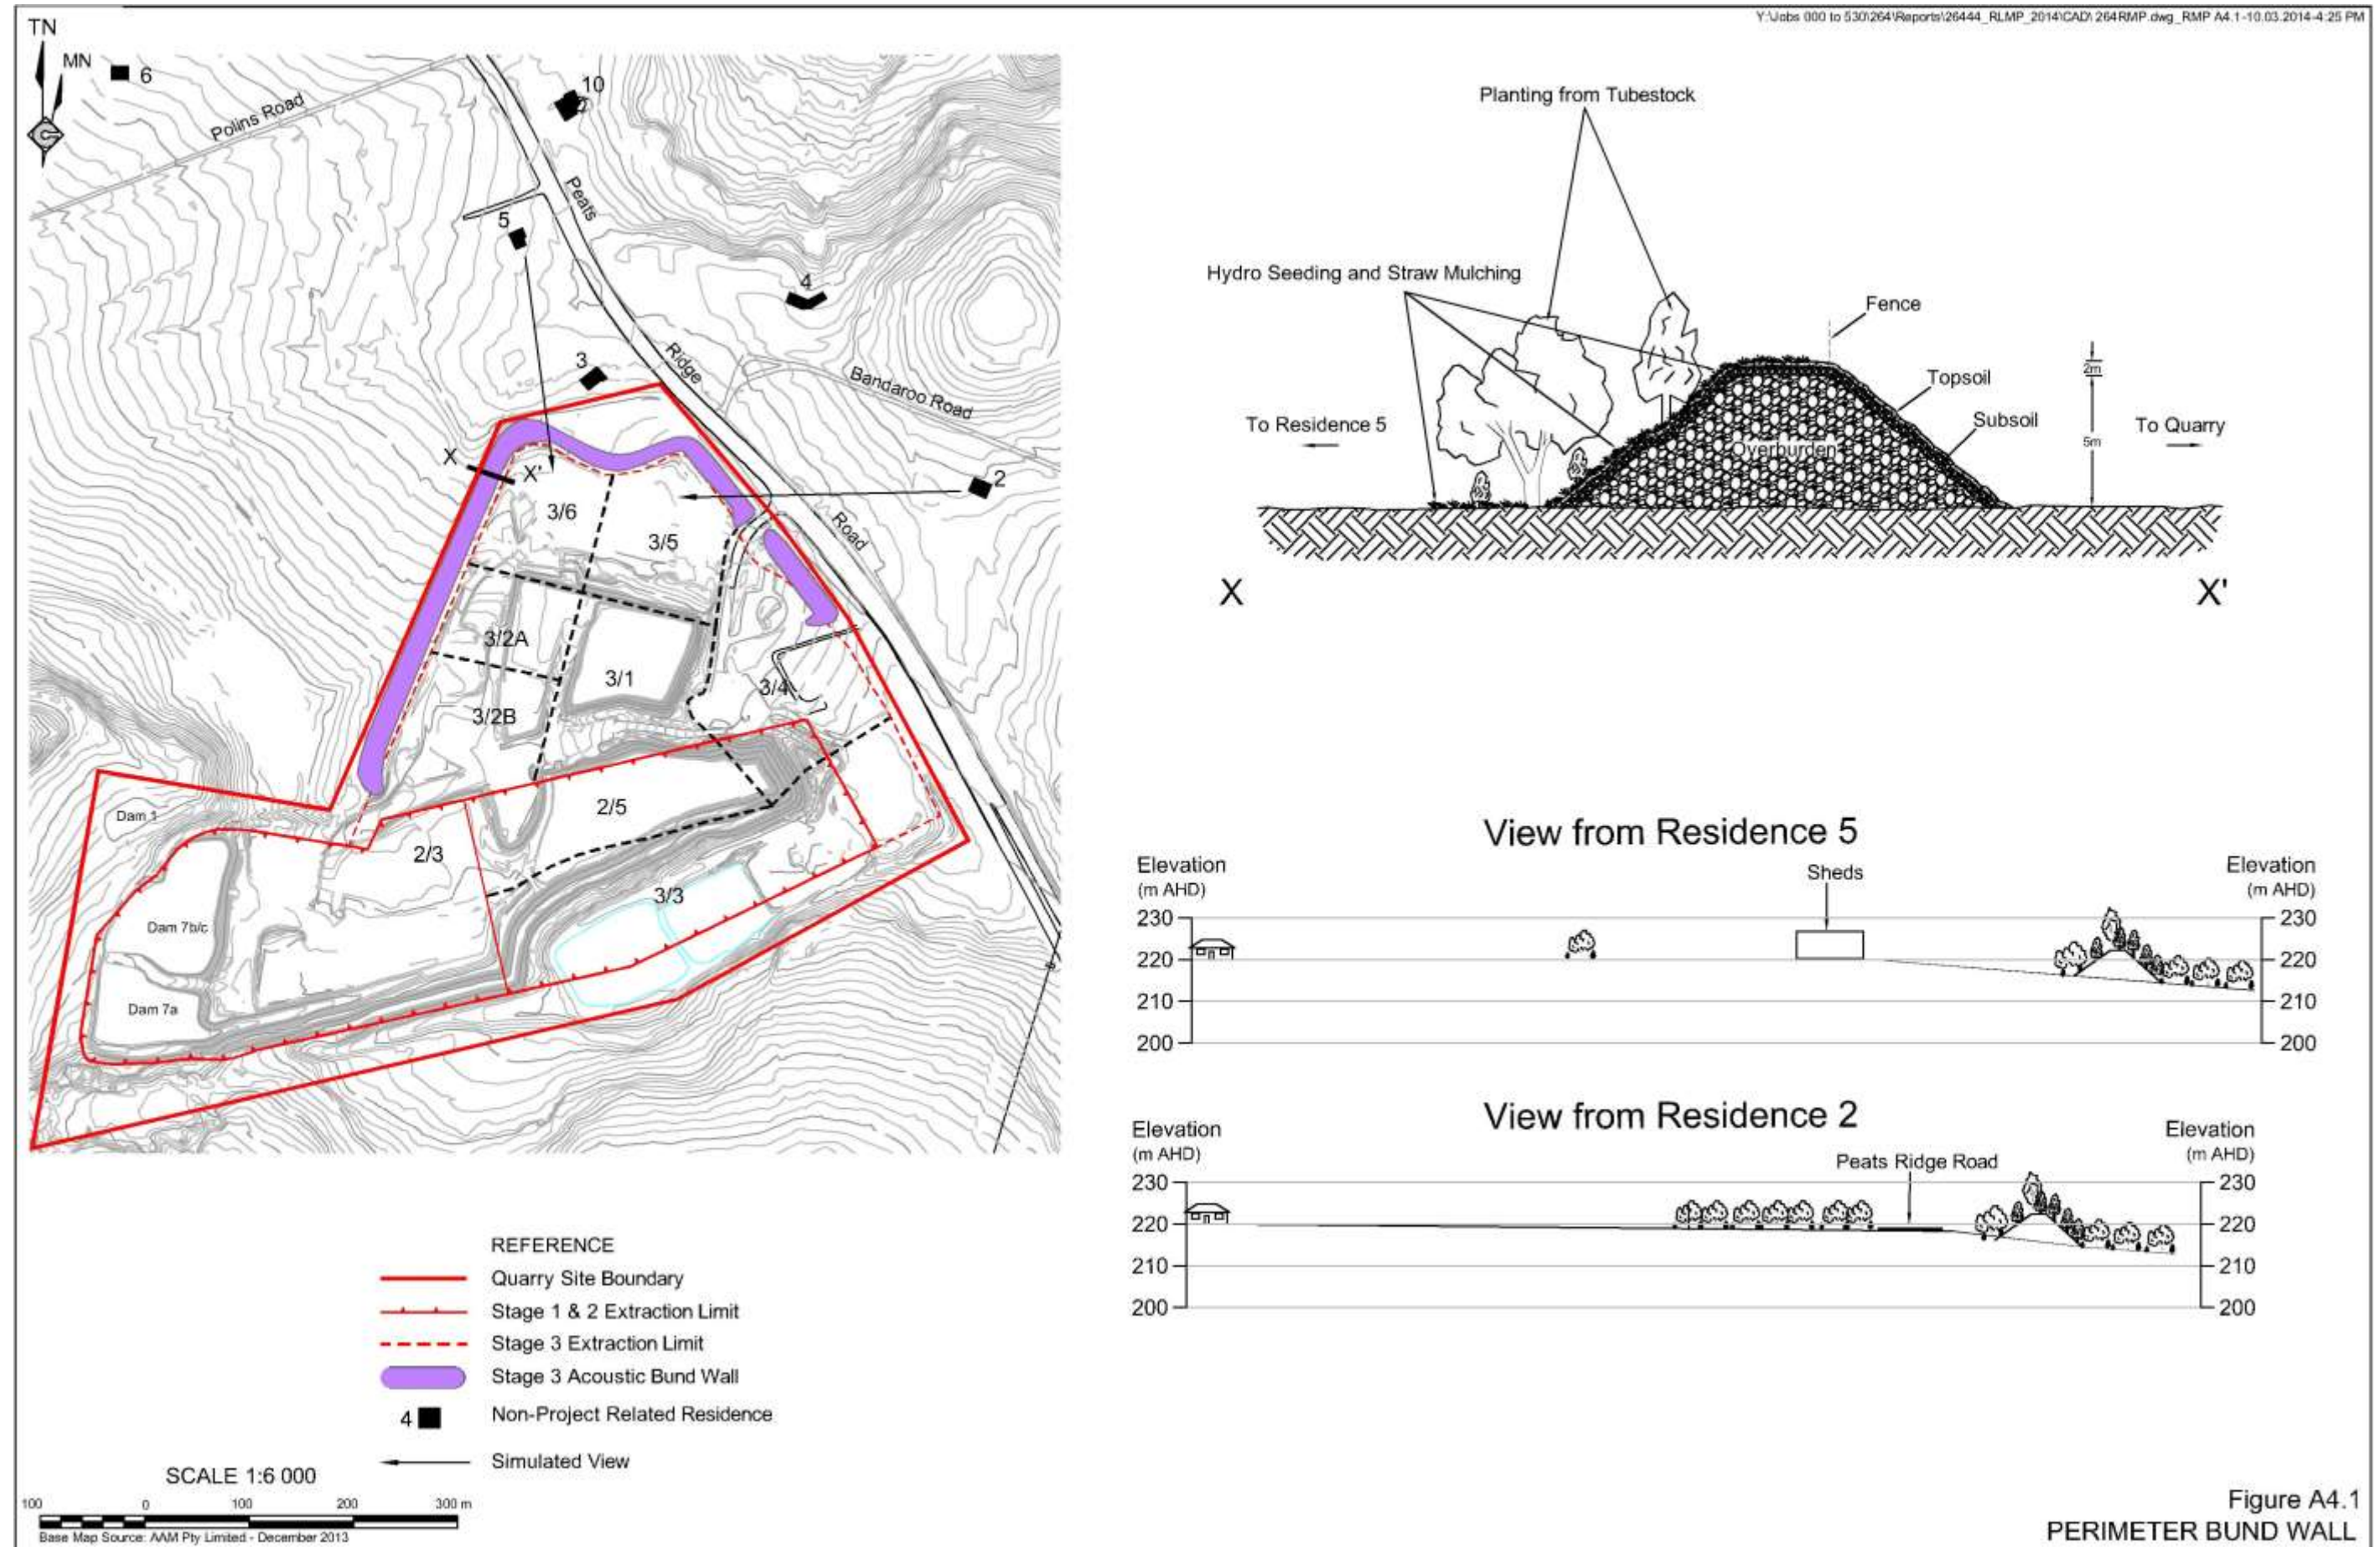 Y:\Jobs 000 to 530\264\Reports\26444_RLMP_2014\CAD\ 264RMP.dwg_RMP A4.1-10.03.2014-4:25 PM
TN
MN
6
10
Polins Road
Peats
5
4
3
Ridge
Bandaroo Road
X
X'
2
3/6
Road
3/5
3/2A
3/1
3/4
3/2B
2/5
Dam 1
2/3
3/3
Dam 7b/c
Dam 7a
Planting from Tubestock
Hydro Seeding and Straw Mulching
Fence
2m
Topsoil
To Residence 5
Subsoil
To Quarry
Overburden
5m
X
X'
View from Residence 5
Elevation
(m AHD)
Sheds
Elevation
(m AHD)
230
230
220
220
210
210
200
200
View from Residence 2
Elevation
(m AHD)
Peats Ridge Road
Elevation
(m AHD)
230
230
220
220
210
210
200
200
REFERENCE
Quarry Site Boundary
Stage 1 & 2 Extraction Limit
Stage 3 Extraction Limit
Stage 3 Acoustic Bund Wall
4 Non-Project Related Residence
Simulated View
SCALE 1:6 000
100 0 100 200 300 m
Base Map Source: AAM Pty Limited - December 2013
Figure A4.1
PERIMETER BUND WALL